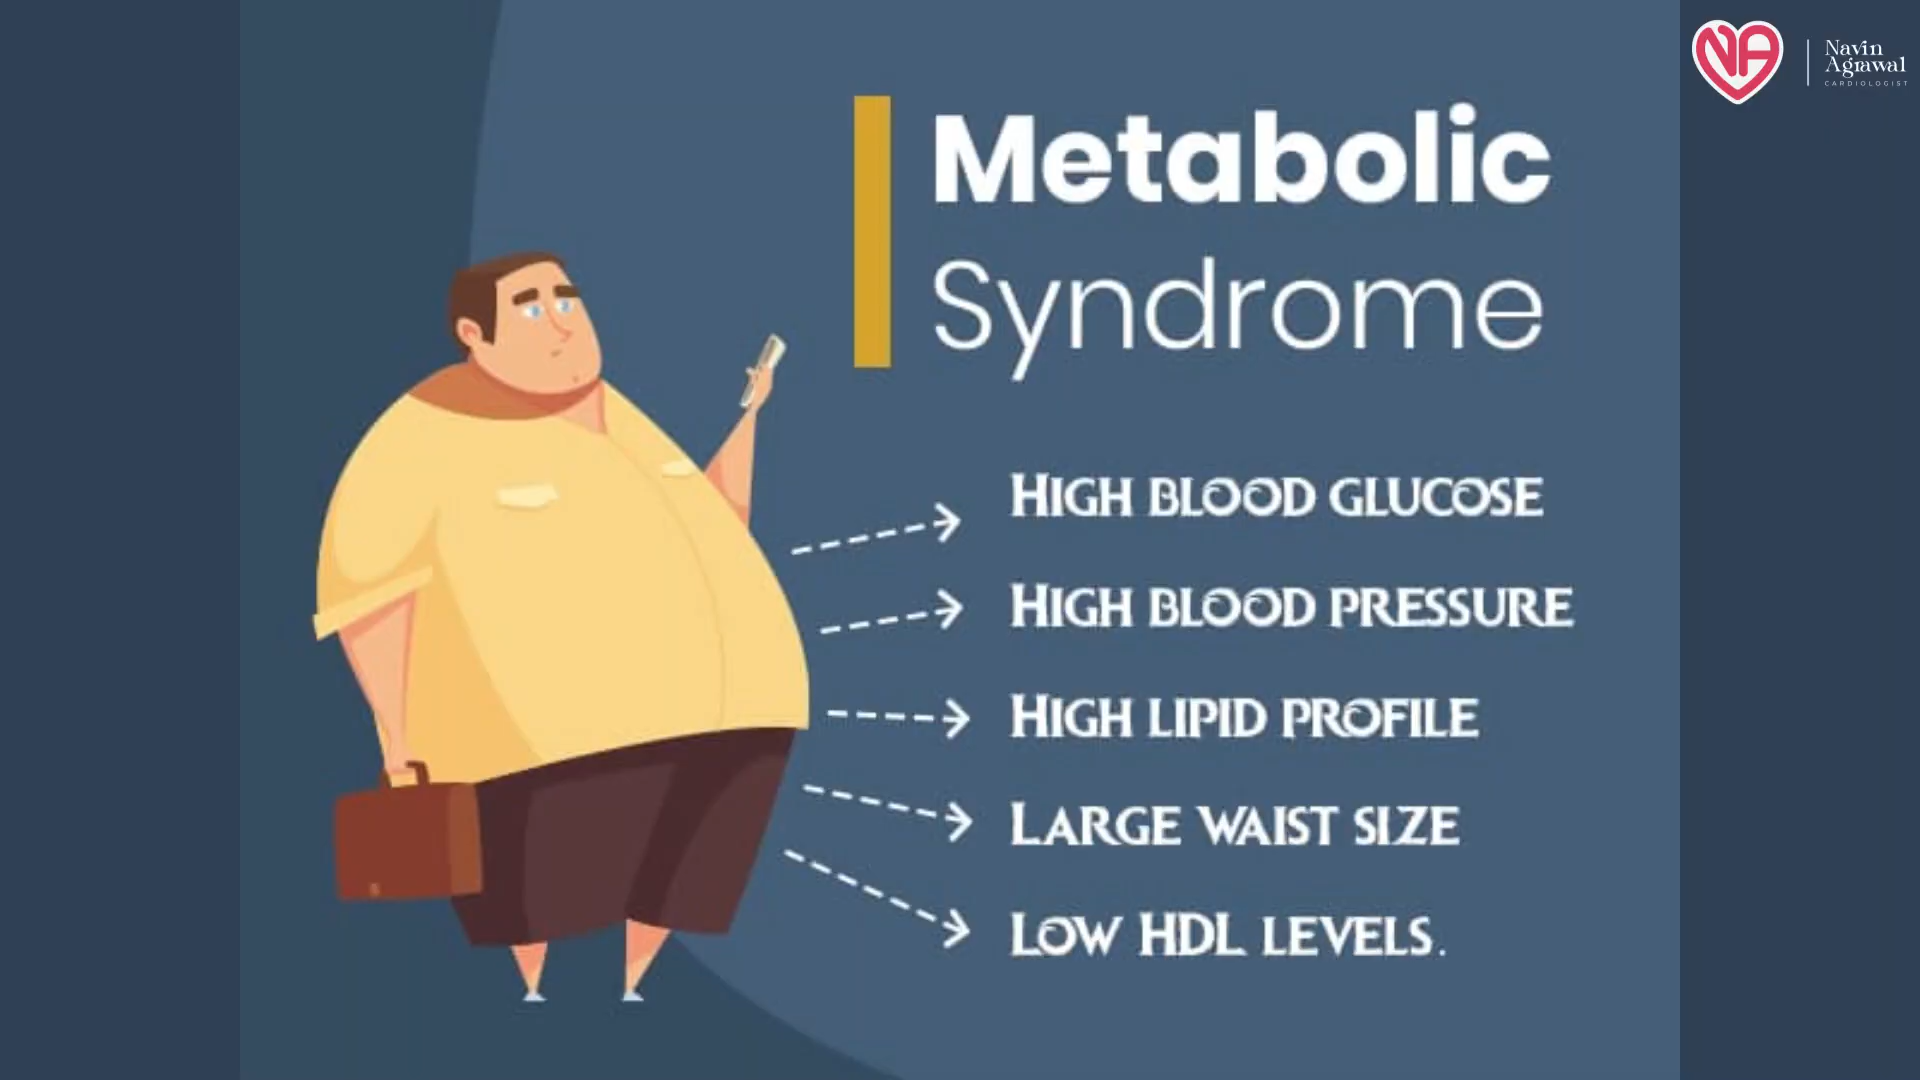 NA
Navin
Agrawal
CARDIOLOGIST
Metabolic
Syndrome
HIGH BLOOD GLUCOSE
HIGH BLOOD PRESSURE
HIGH LIPID PROFILE
LARGE WAIST SIZE
LOW HDL LEVELS.